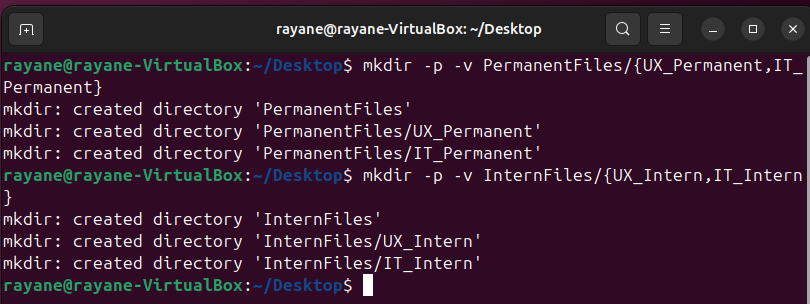 rayane@rayane-VirtualBox: ~/Desktop
rayane@rayane-VirtualBox:~/Desktop$ mkdir -p -v PermanentFiles/{UX_Permanent,IT_
Permanent}
mkdir: created directory 'PermanentFiles'
mkdir: created directory 'PermanentFiles/UX_Permanent'
mkdir: created directory 'PermanentFiles/IT_Permanent'
rayane@rayane-VirtualBox:~/Desktop$ mkdir -p -v InternFiles/{UX_Intern,IT_Intern
}
mkdir: created directory 'InternFiles'
mkdir: created directory 'InternFiles/UX_Intern'
mkdir: created directory 'InternFiles/IT_Intern'
rayane@rayane-VirtualBox:~/Desktop$